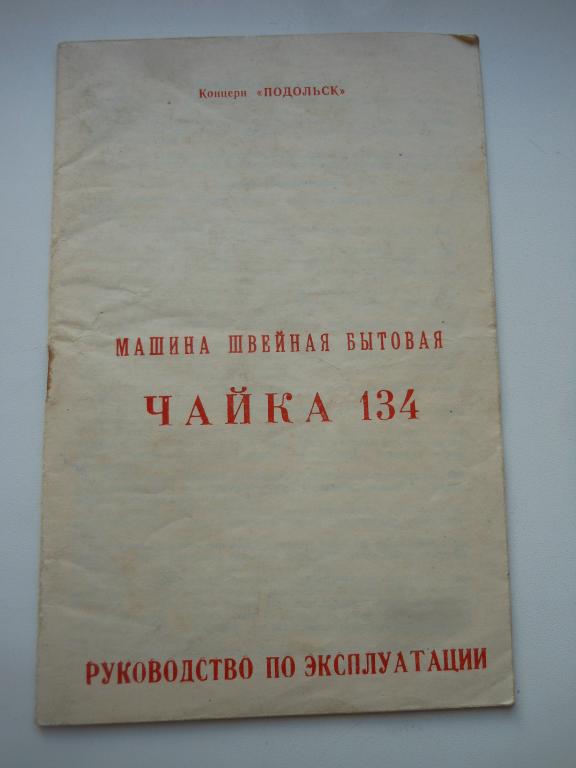 Концерн «ПОДОЛЬСК»
МАШИНА ШВЕЙНАЯ БЫТОВАЯ
ЧАЙКА 134
РУКОВОДСТВО ПО ЭКСПЛУАТАЦИИ